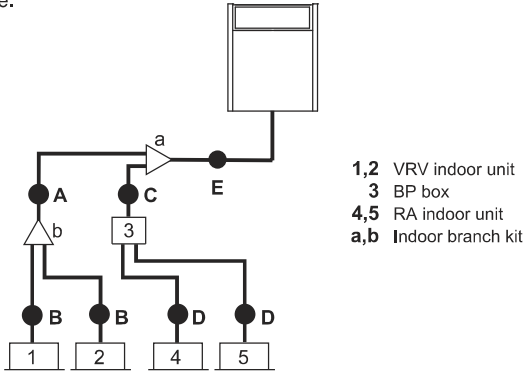 e:
a
A
C
E
b
3
B
B
D
D
1
2
4
5
1,2 VRV indoor unit
3 BP box
4,5 RA indoor unit
a,b Indoor branch kit